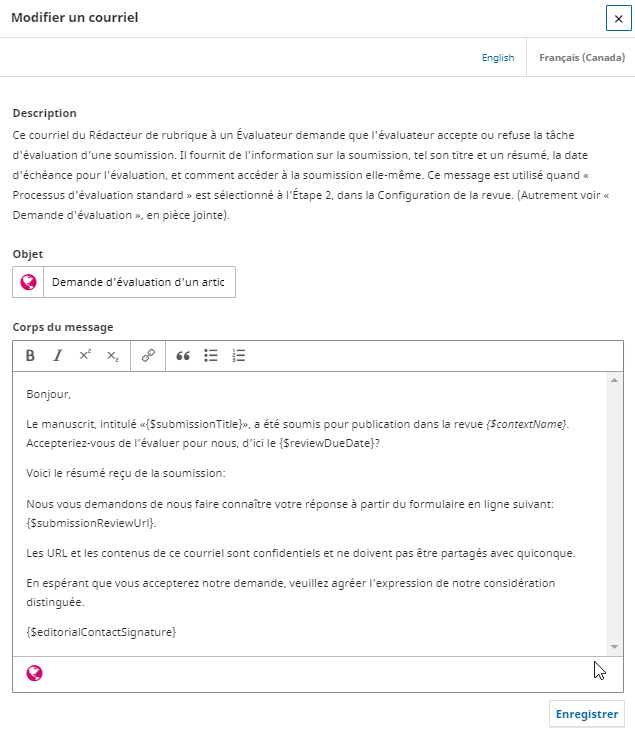 Modifier un courriel
English
Français (Canada)
Description
Ce courriel du Rédacteur de rubrique à un Évaluateur demande que l'évaluateur accepte ou refuse la tâche
d'évaluation d'une soumission. Il fournit de l'information sur la soumission, tel son titre et un résumé, la date
d'échéance pour l'évaluation, et comment accéder à la soumission elle-même. Ce message est utilisé quand «
Processus d'évaluation standard » est sélectionné à l'Étape 2, dans la Configuration de la revue. (Autrement voir «
Demande d'évaluation », en pièce jointe).
Objet
Demande d'évaluation d'un artic
Corps du message
Bonjour,
Le manuscrit, intitulé «{$submissionTitle}», a été soumis pour publication dans la revue {$contextName}.
Accepteriez-vous de l'évaluer pour nous, d'ici le {$reviewDueDate}?
Voici le résumé reçu de la soumission:
Nous vous demandons de nous faire connaître votre réponse à partir du formulaire en ligne suivant:
{$submissionReviewUrl}.
Les URL et les contenus de ce courriel sont confidentiels et ne doivent pas être partagés avec quiconque.
En espérant que vous accepterez notre demande, veuillez agréer l'expression de notre considération
distinguée.
{$editorialContactSignature}
Enregistrer